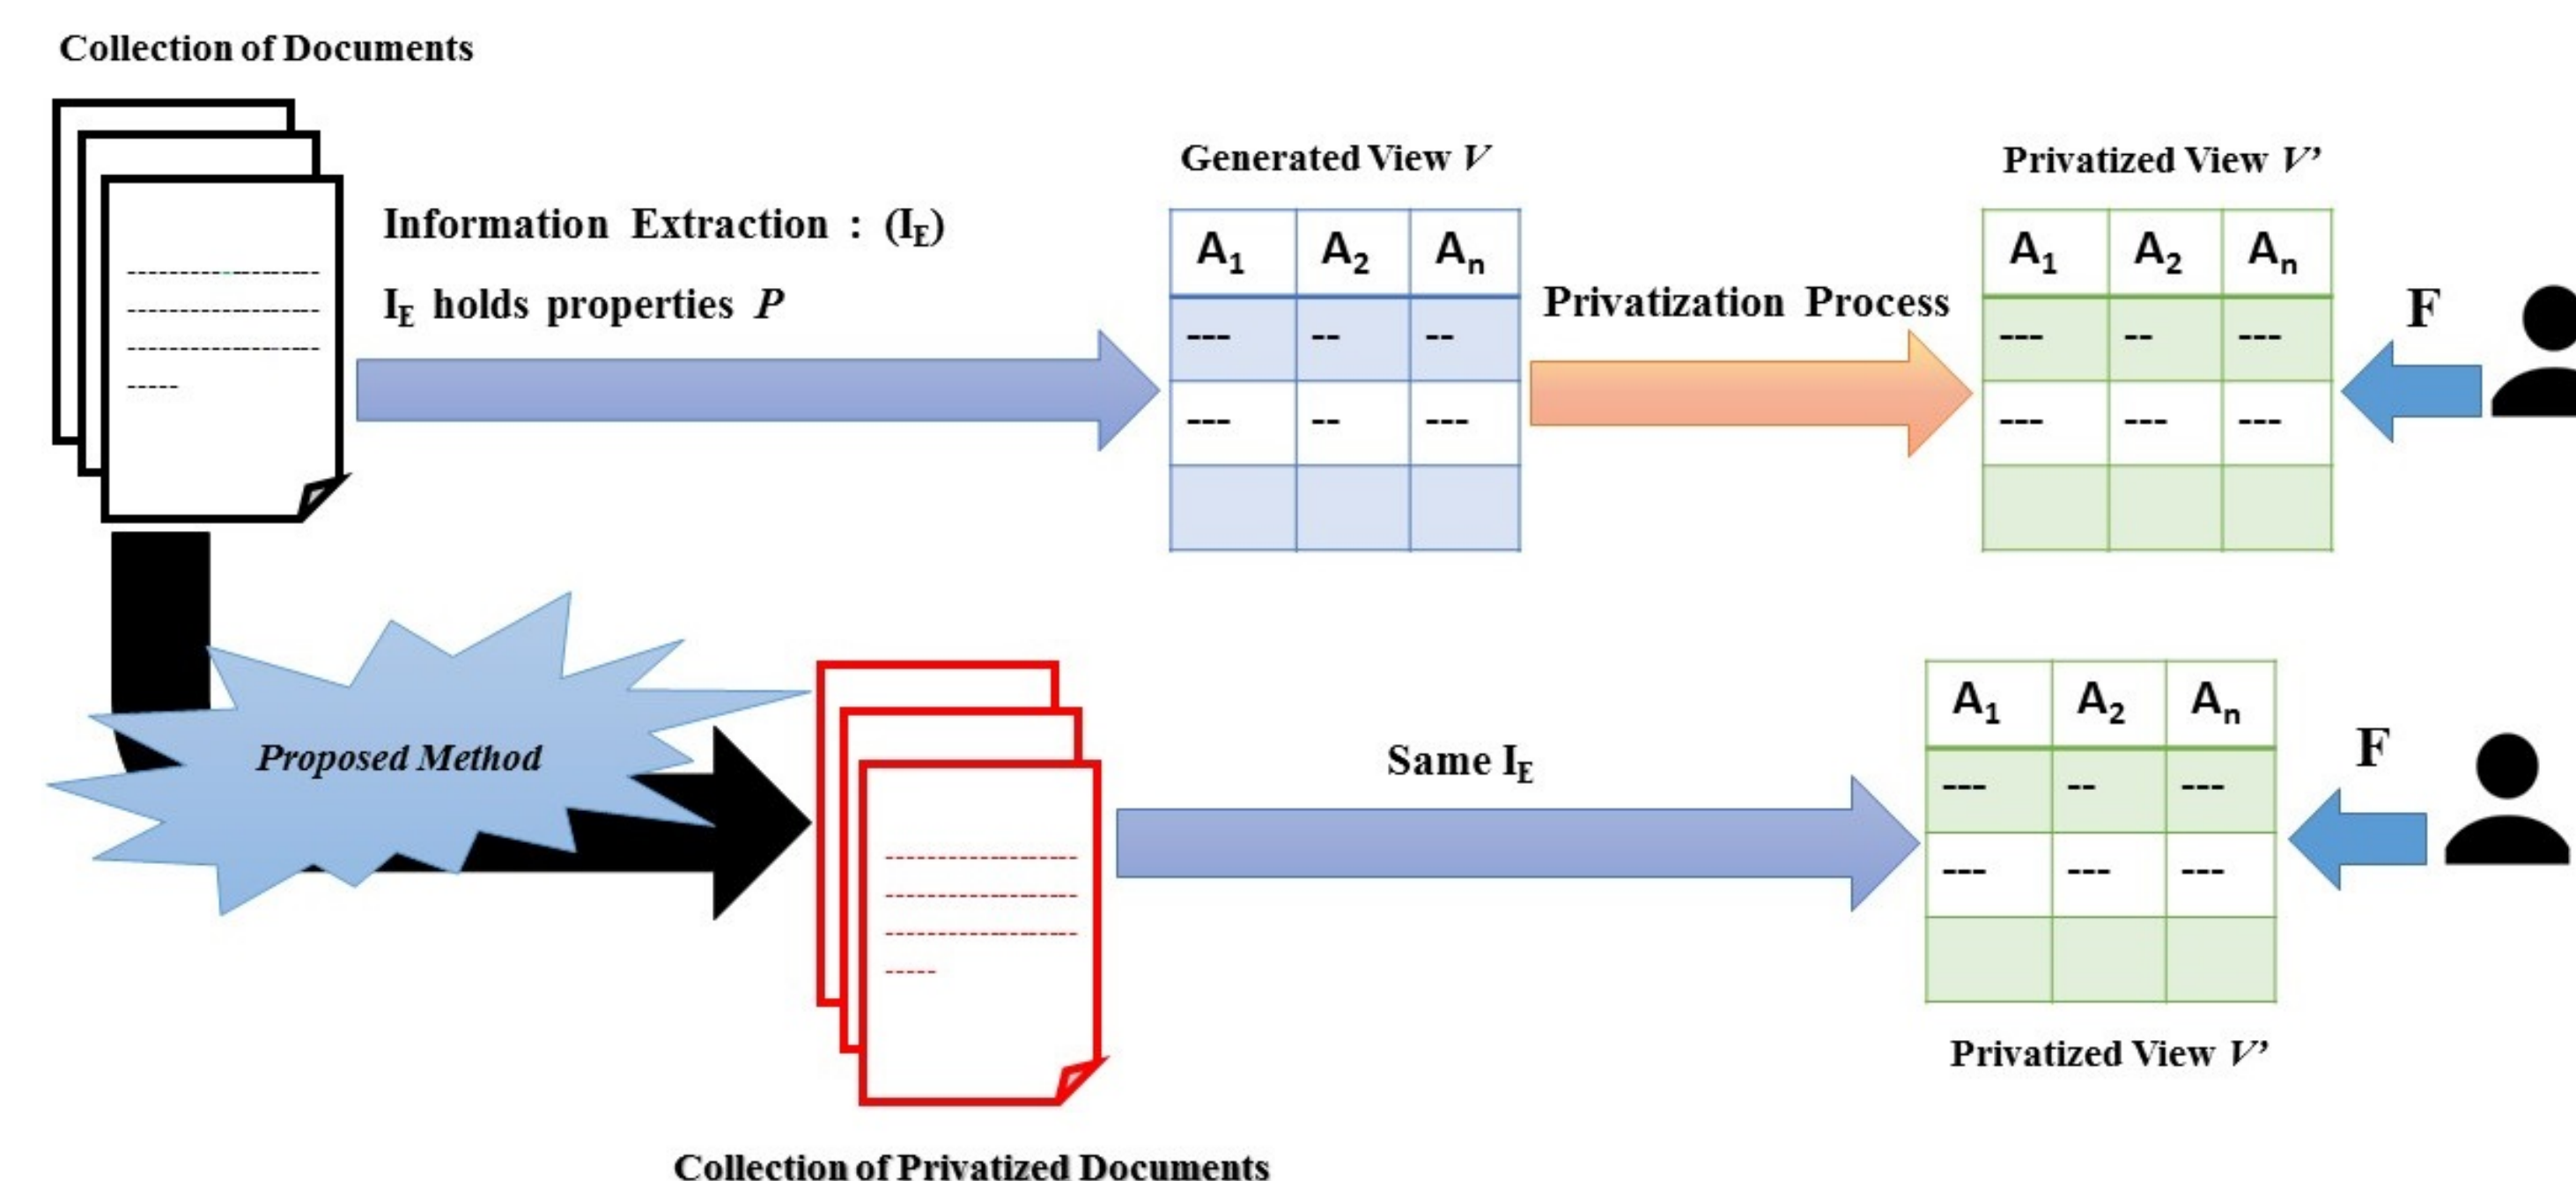 Collection of Documents
Information Extraction : (IE)
IE holds properties P
Generated View V
A1 A2 An
--- -- --
--- -- ---
Privatization Process
Privatized View V’
A1 A2 An
--- -- ---
--- --- ---
F
Proposed Method
Collection of Privatized Documents
Same IE
A1 A2 An
--- -- ---
--- --- ---
Privatized View V’
F